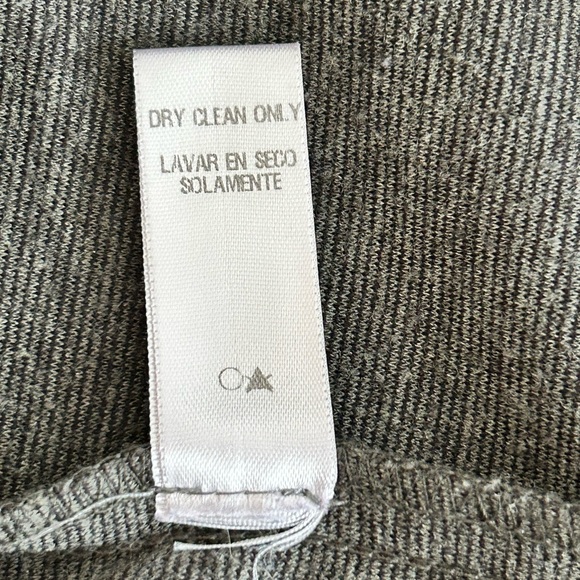 DRY CLEAN ONLY
LAVAR EN SECO
SOLAMENTE